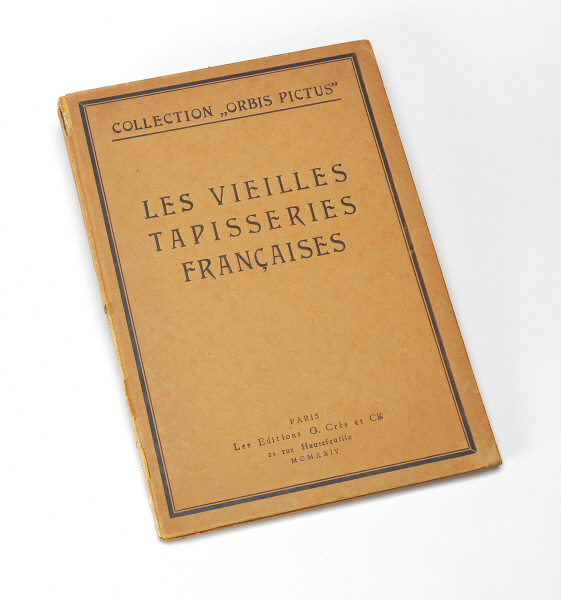 COLLECTION „ORBIS PICTUS”
LES VIEILLES
TAPISSERIES
FRANÇAISES
PARIS
Les Editions G. Crès et Cie
21 rue Hautefeuille
MCMXXIV